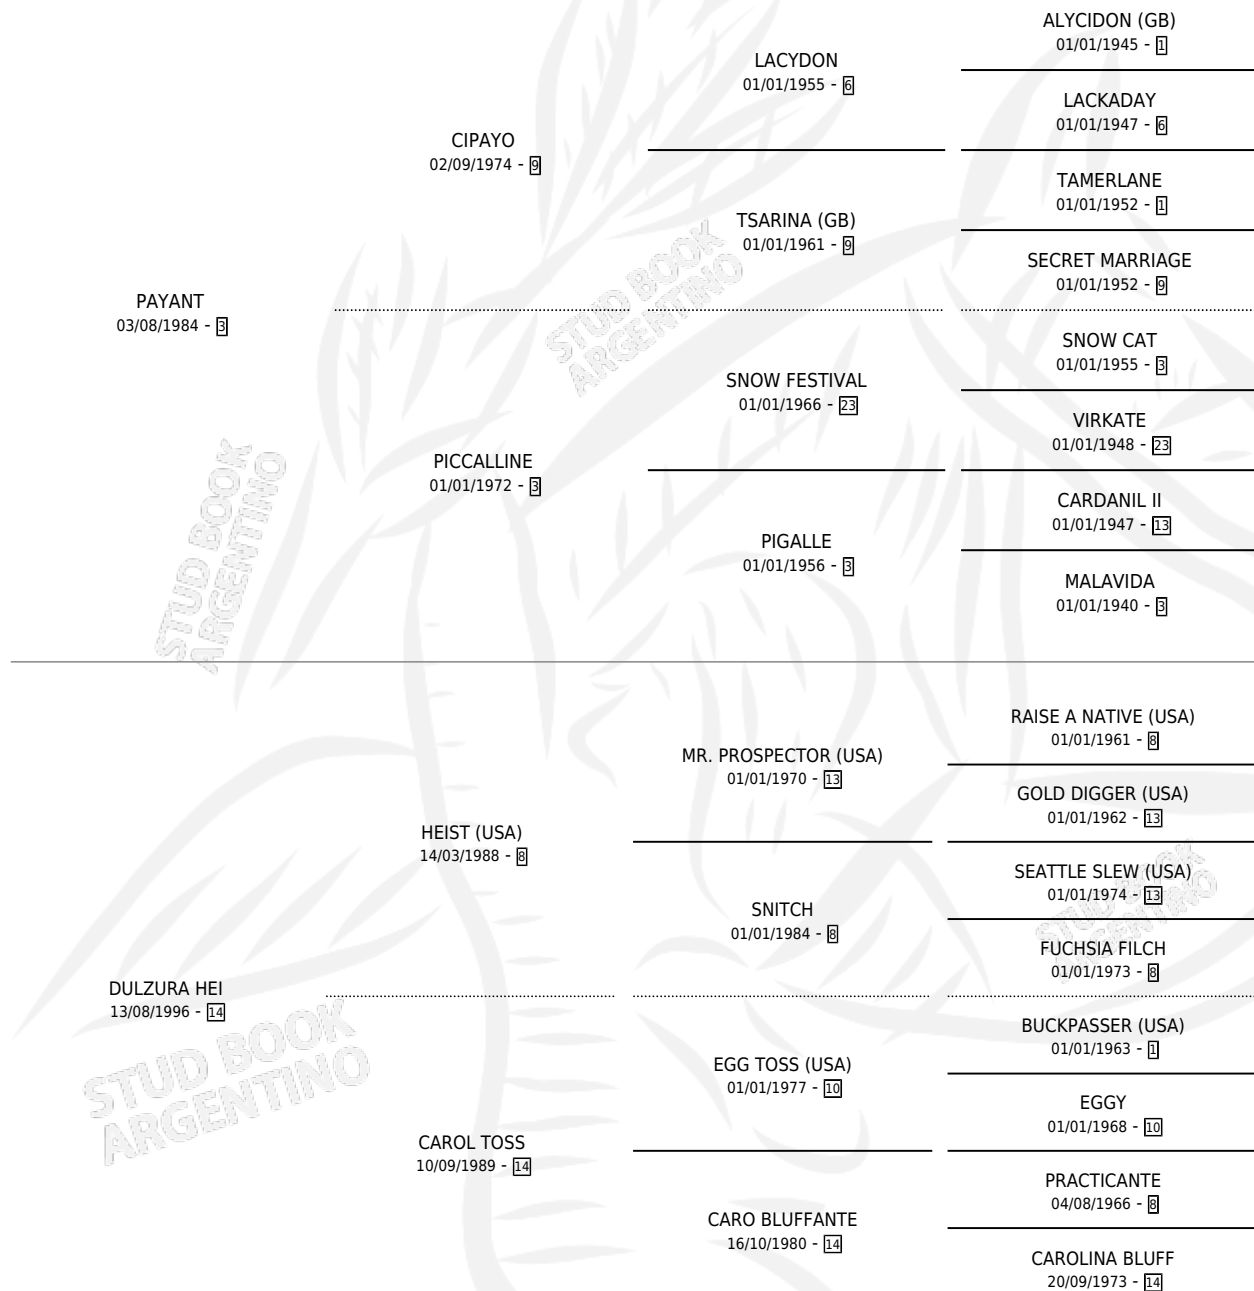 ALYCIDON (GB)
01/01/1945 - 1
LACYDON
01/01/1955 - 6
LACKADAY
01/01/1947 - 6
CIPAYO
02/09/1974 - 9
TAMERLANE
01/01/1952 - 1
TSARINA (GB)
01/01/1961 - 9
SECRET MARRIAGE
01/01/1952 - 9
PAYANT
03/08/1984 - 3
SNOW CAT
01/01/1955 - 3
SNOW FESTIVAL
01/01/1966 - 23
VIRKATE
01/01/1948 - 23
PICCALLINE
01/01/1972 - 3
CARDANIL II
01/01/1947 - 13
PIGALLE
01/01/1956 - 3
MALAVIDA
01/01/1940 - 3
RAISE A NATIVE (USA)
01/01/1961 - 8
MR. PROSPECTOR (USA)
01/01/1970 - 13
GOLD DIGGER (USA)
01/01/1962 - 13
HEIST (USA)
14/03/1988 - 8
SEATTLE SLEW (USA)
01/01/1974 - 13
SNITCH
01/01/1984 - 8
FUCHSIA FILCH
01/01/1973 - 8
DULZURA HEI
13/08/1996 - 14
BUCKPASSER (USA)
01/01/1963 - 1
EGG TOSS (USA)
01/01/1977 - 10
EGGY
01/01/1968 - 10
CAROL TOSS
10/09/1989 - 14
PRACTICANTE
04/08/1966 - 8
CARO BLUFFANTE
16/10/1980 - 14
CAROLINA BLUFF
20/09/1973 - 14
STUD BOOK
ARGENTINO
STUD BOOK
ARGENTINO
STUD BOOK
ARGENTINO
STUD BOOK
ARGENTINO